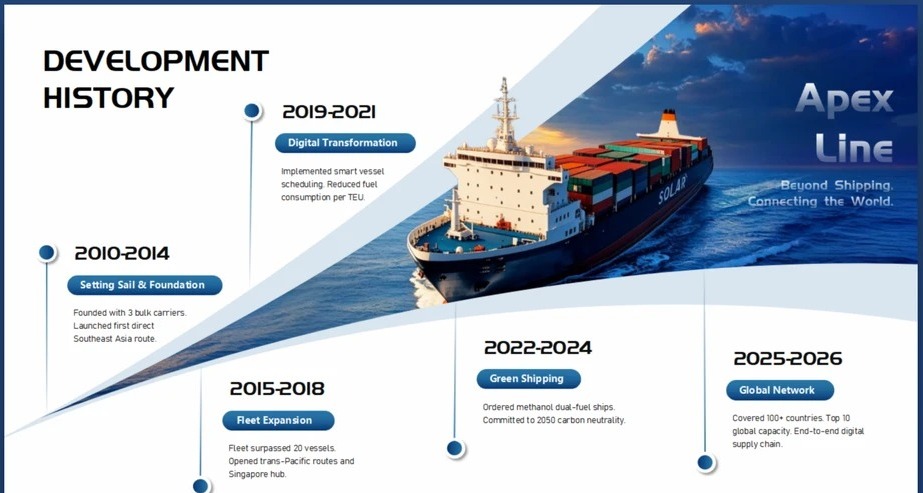 DEVELOPMENT
HISTORY
2019-2021
Digital Transformation
Implemented smart vessel
scheduling. Reduced fuel
consumption per TEU.
Apex
Line
Beyond Shipping.
Connecting the World.
SOLAR
2010-2014
Setting Sail & Foundation
Founded with 3 bulk carriers.
Launched first direct
Southeast Asia route.
2015-2018
Fleet Expansion
Fleet surpassed 20 vessels.
Opened trans-Pacific routes and
Singapore hub.
2022-2024
Green Shipping
Ordered methanol dual-fuel ships.
Committed to 2050 carbon neutrality.
2025-2026
Global Network
Covered 100+ countries. Top 10
global capacity. End-to-end digital
supply chain.